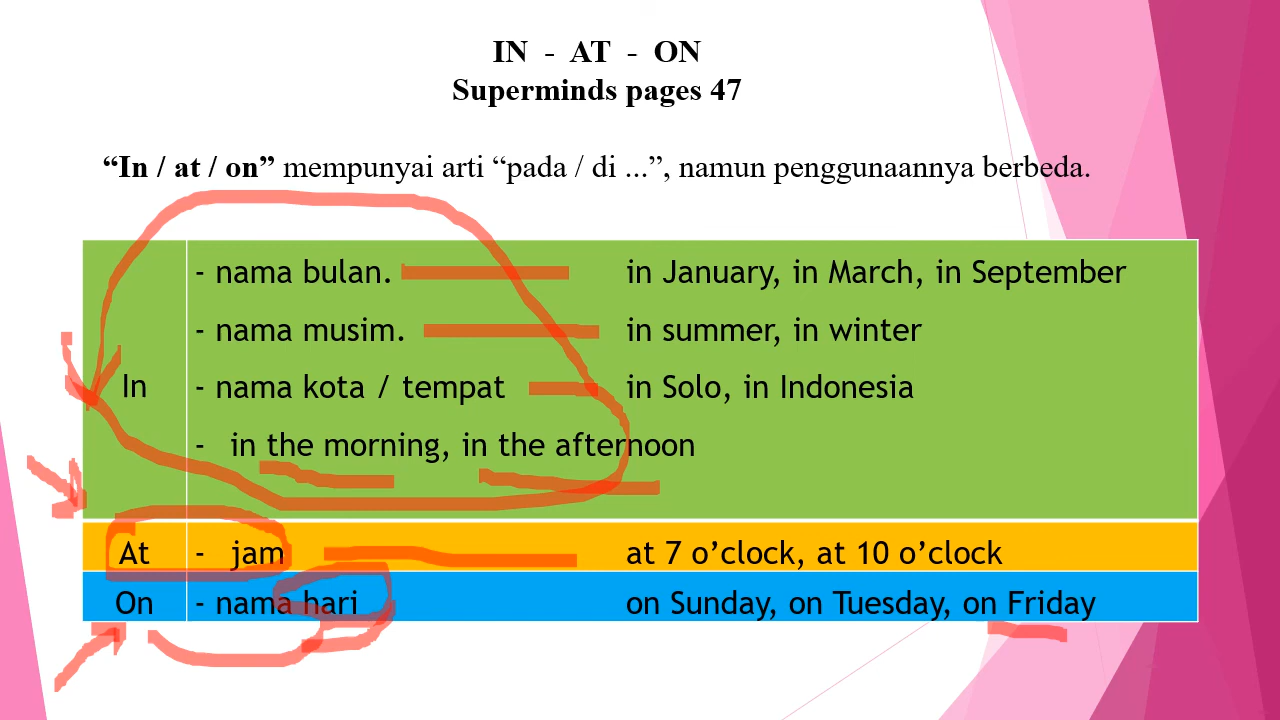 IN - AT - ON
Superminds pages 47
“In / at / on” mempunyai arti “pada / di ...”, namun penggunaannya berbeda.
- nama bulan. in January, in March, in September
- nama musim. in summer, in winter
In - nama kota / tempat in Solo, in Indonesia
- in the morning, in the afternoon
At - jam at 7 o’clock, at 10 o’clock
On - nama hari on Sunday, on Tuesday, on Friday